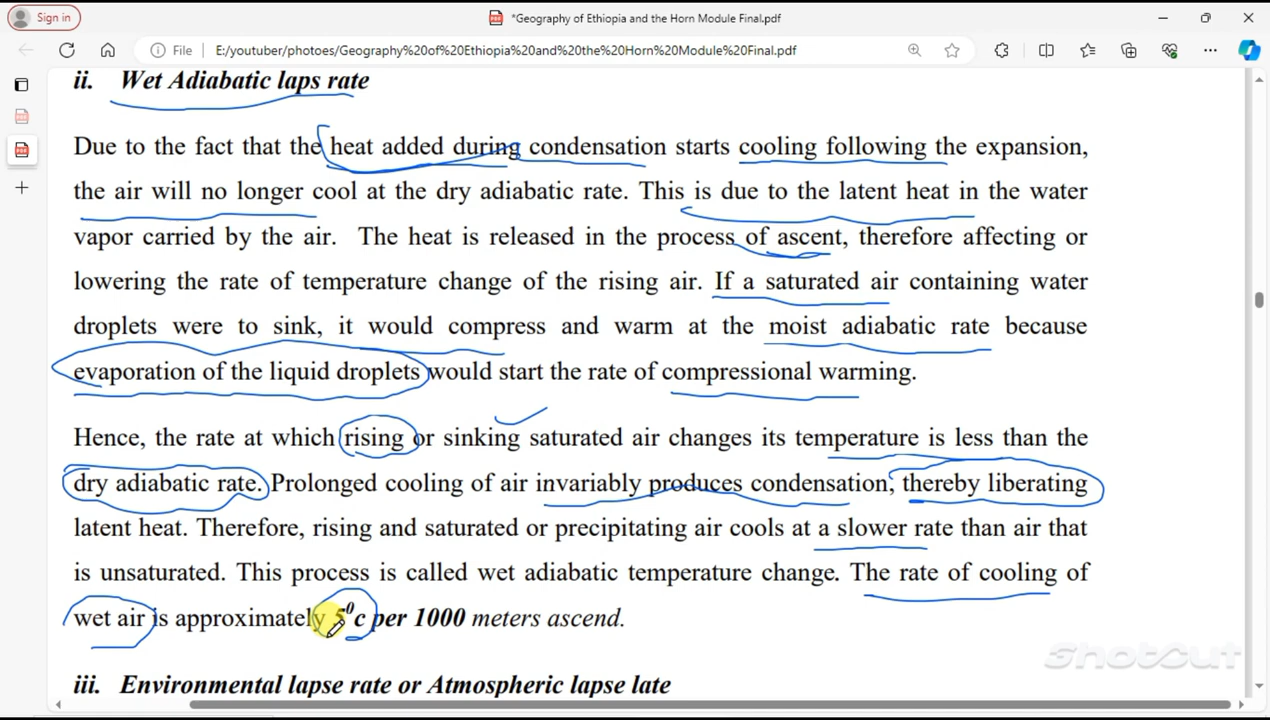 Sign in
*Geography of Ethiopia and the Horn Module Final.pdf
File
E:/youtuber/photoes/Geography%20of%20Ethiopia%20and%20the%20Horn%20Module%20Final.pdf
ii. Wet Adiabatic laps rate
Due to the fact that the heat added during condensation starts cooling following the expansion,
the air will no longer cool at the dry adiabatic rate. This is due to the latent heat in the water
vapor carried by the air. The heat is released in the process of ascent, therefore affecting or
lowering the rate of temperature change of the rising air. If a saturated air containing water
droplets were to sink, it would compress and warm at the moist adiabatic rate because
evaporation of the liquid droplets would start the rate of compressional warming.
Hence, the rate at which rising or sinking saturated air changes its temperature is less than the
dry adiabatic rate. Prolonged cooling of air invariably produces condensation, thereby liberating
latent heat. Therefore, rising and saturated or precipitating air cools at a slower rate than air that
is unsaturated. This process is called wet adiabatic temperature change. The rate of cooling of
wet air is approximately 5⁰c per 1000 meters ascend.
iii. Environmental lapse rate or Atmospheric lapse late
Shotcut